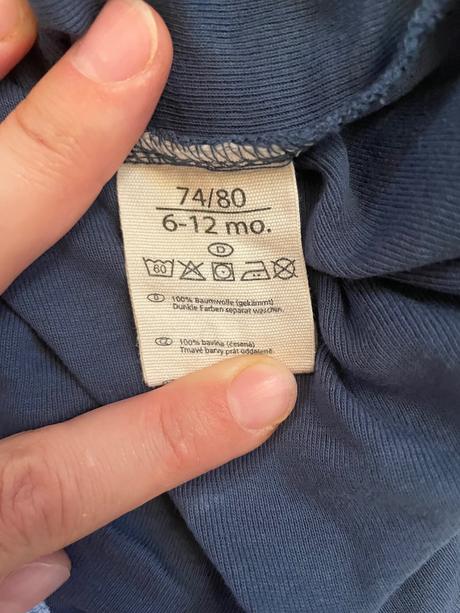 74/80
6-12 mo.
D
60
D 100% Baumwolle (gekämmt)
Dunkle Farben separat waschen.
CZ 100% bavlna (česená)
Tmavé barvy prát odděleně.